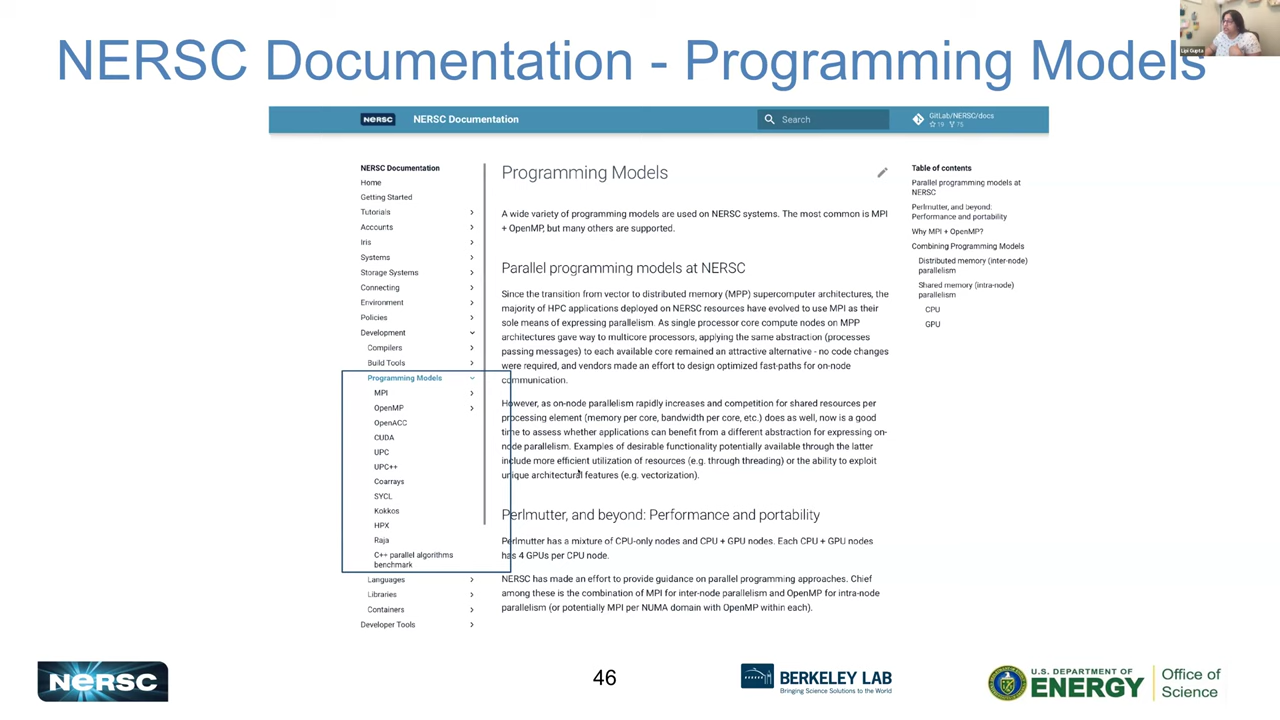 NERSC Documentation - Programming Models
Lipi Gupta
NERSC
NERSC Documentation
Search
GitLab/NERSC/docs
19 75
NERSC Documentation
Home
Getting Started
Tutorials
Accounts
Iris
Systems
Storage Systems
Connecting
Environment
Policies
Development
Compilers
Build Tools
Programming Models
MPI
OpenMP
OpenACC
CUDA
UPC
UPC++
Coarrays
SYCL
Kokkos
HPX
Raja
C++ parallel algorithms
benchmark
Languages
Libraries
Containers
Developer Tools
Programming Models
A wide variety of programming models are used on NERSC systems. The most common is MPI
+ OpenMP, but many others are supported.
Parallel programming models at NERSC
Since the transition from vector to distributed memory (MPP) supercomputer architectures, the
majority of HPC applications deployed on NERSC resources have evolved to use MPI as their
sole means of expressing parallelism. As single processor core compute nodes on MPP
architectures gave way to multicore processors, applying the same abstraction (processes
passing messages) to each available core remained an attractive alternative - no code changes
were required, and vendors made an effort to design optimized fast-paths for on-node
communication.
However, as on-node parallelism rapidly increases and competition for shared resources per
processing element (memory per core, bandwidth per core, etc.) does as well, now is a good
time to assess whether applications can benefit from a different abstraction for expressing on-
node parallelism. Examples of desirable functionality potentially available through the latter
include more efficient utilization of resources (e.g. through threading) or the ability to exploit
unique architectural features (e.g. vectorization).
Perlmutter, and beyond: Performance and portability
Perlmutter has a mixture of CPU-only nodes and CPU + GPU nodes. Each CPU + GPU nodes
has 4 GPUs per CPU node.
NERSC has made an effort to provide guidance on parallel programming approaches. Chief
among these is the combination of MPI for inter-node parallelism and OpenMP for intra-node
parallelism (or potentially MPI per NUMA domain with OpenMP within each).
Table of contents
Parallel programming models at
NERSC
Perlmutter, and beyond:
Performance and portability
Why MPI + OpenMP?
Combining Programming Models
Distributed memory (inter-node)
parallelism
Shared memory (intra-node)
parallelism
CPU
GPU
NERSC
46
BERKELEY LAB
Bringing Science Solutions to the World
U.S. DEPARTMENT OF
ENERGY
Office of
Science